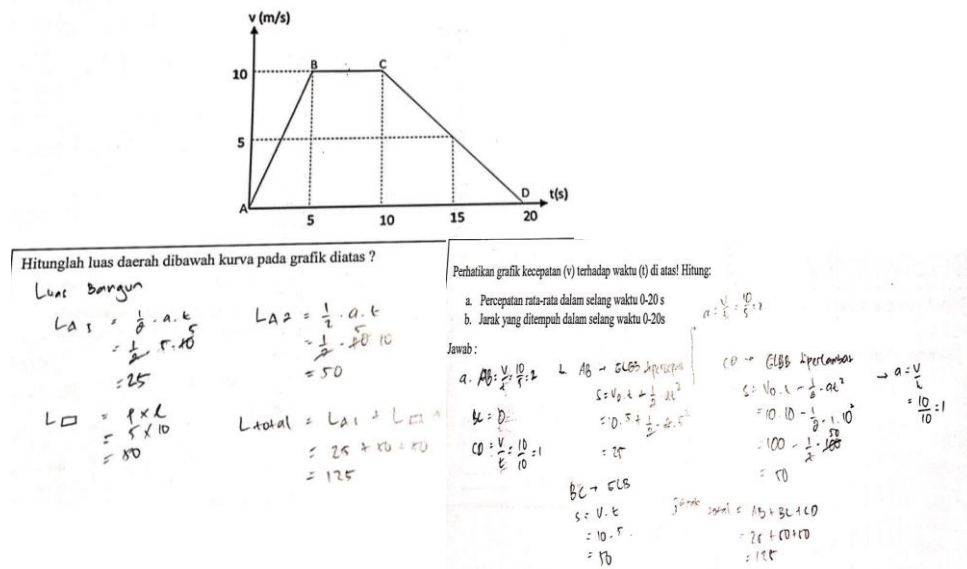 v (m/s)
10
B
C
5
A
D
t(s)
5
10
15
20
Hitunglah luas daerah dibawah kurva pada grafik diatas ?
Luas Bangun
LΔ1 = 1/2 . a . t
= 1/2 5 . 10 5
= 25
L□ = p x l
= 5 x 10
= 50
LΔ2 = 1/2 . a . t
= 1/2 . 10 10 5
= 50
Ltotal = LΔ1 + L□ +
= 25 + 50 + 50
= 125
Perhatikan grafik kecepatan (v) terhadap waktu (t) di atas! Hitung:
a. Percepatan rata-rata dalam selang waktu 0-20 s
b. Jarak yang ditempuh dalam selang waktu 0-20s
Jawab :
a. AB = v/t = 10/5 = 2
BC = 0
CD = v/t = 10/10 = 1
a = v/t = 10/5 = 2
AB → GLBB dipercepat
s = v0 . t + 1/2 at²
= 0 . 5 + 1/2 . 2 . 5²
= 25
BC → GLB
s = v . t
= 10 . 5
= 50
CD → GLBB diperlambat
s = v0 . t - 1/2 . at²
= 10 . 10 - 1/2 . 1 . 10²
= 100 - 1/2 . 100 50
= 50
→ a = v/t
= 10/10 = 1
jarak total = AB + BC + CD
= 25 + 50 + 50
= 125